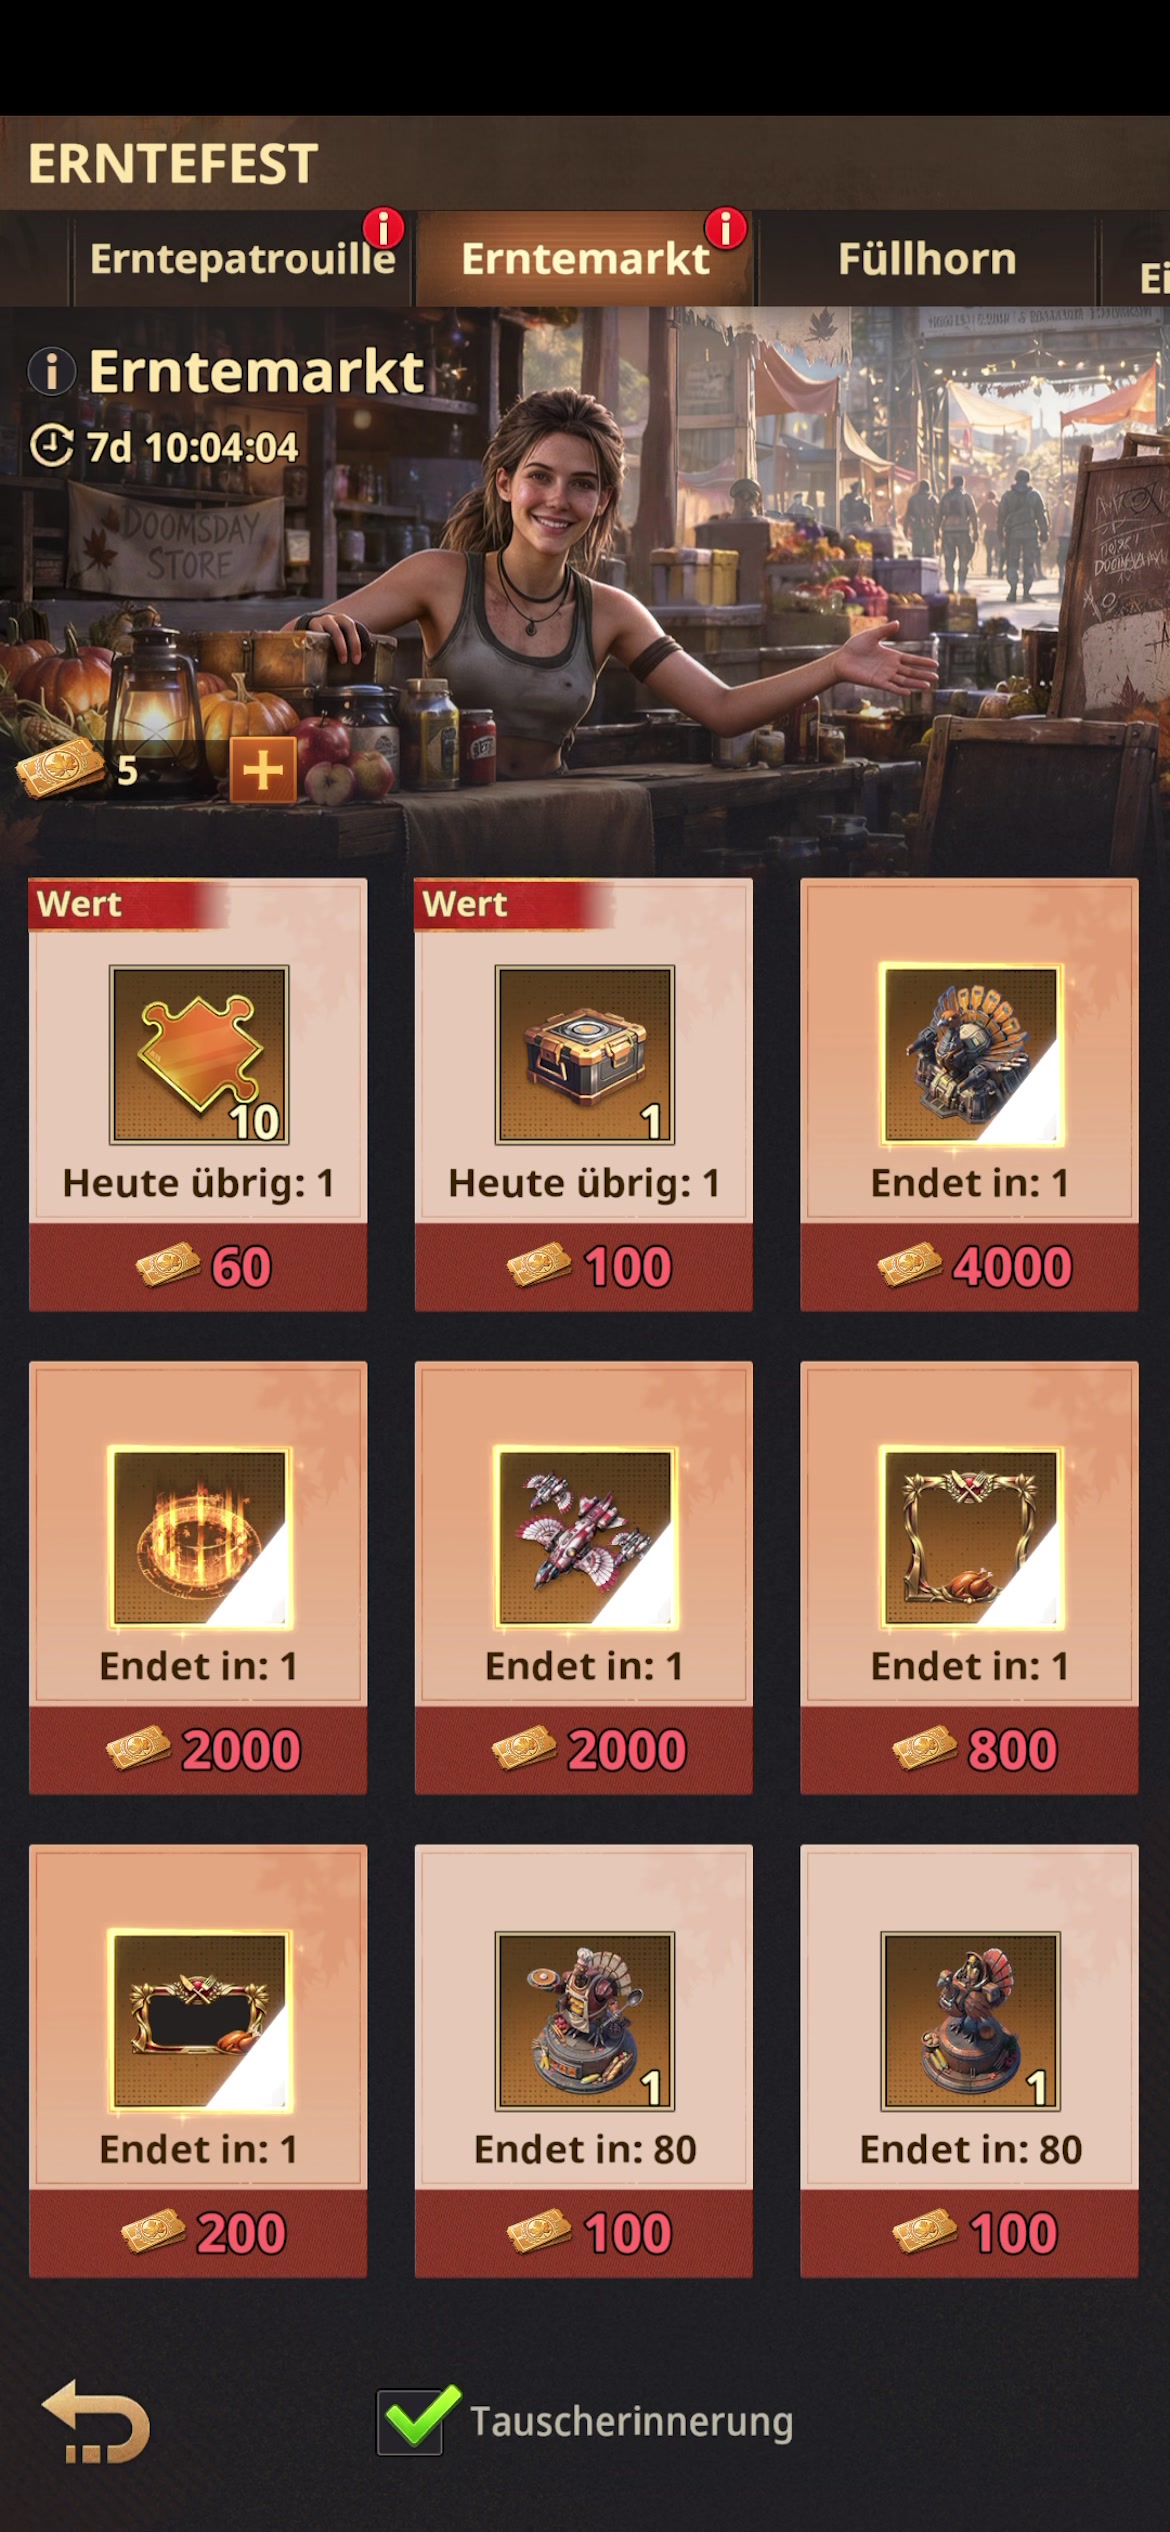 ERNTEFEST
Erntepatrouille
Erntemarkt
Füllhorn
Ei
Erntemarkt
7d 10:04:04
DOOMSDAY
STORE
5
Wert
Wert
10
1
Heute übrig: 1
Heute übrig: 1
Endet in: 1
60
100
4000
Endet in: 1
Endet in: 1
Endet in: 1
2000
2000
800
1
1
Endet in: 1
Endet in: 80
Endet in: 80
200
100
100
Tauscherinnerung